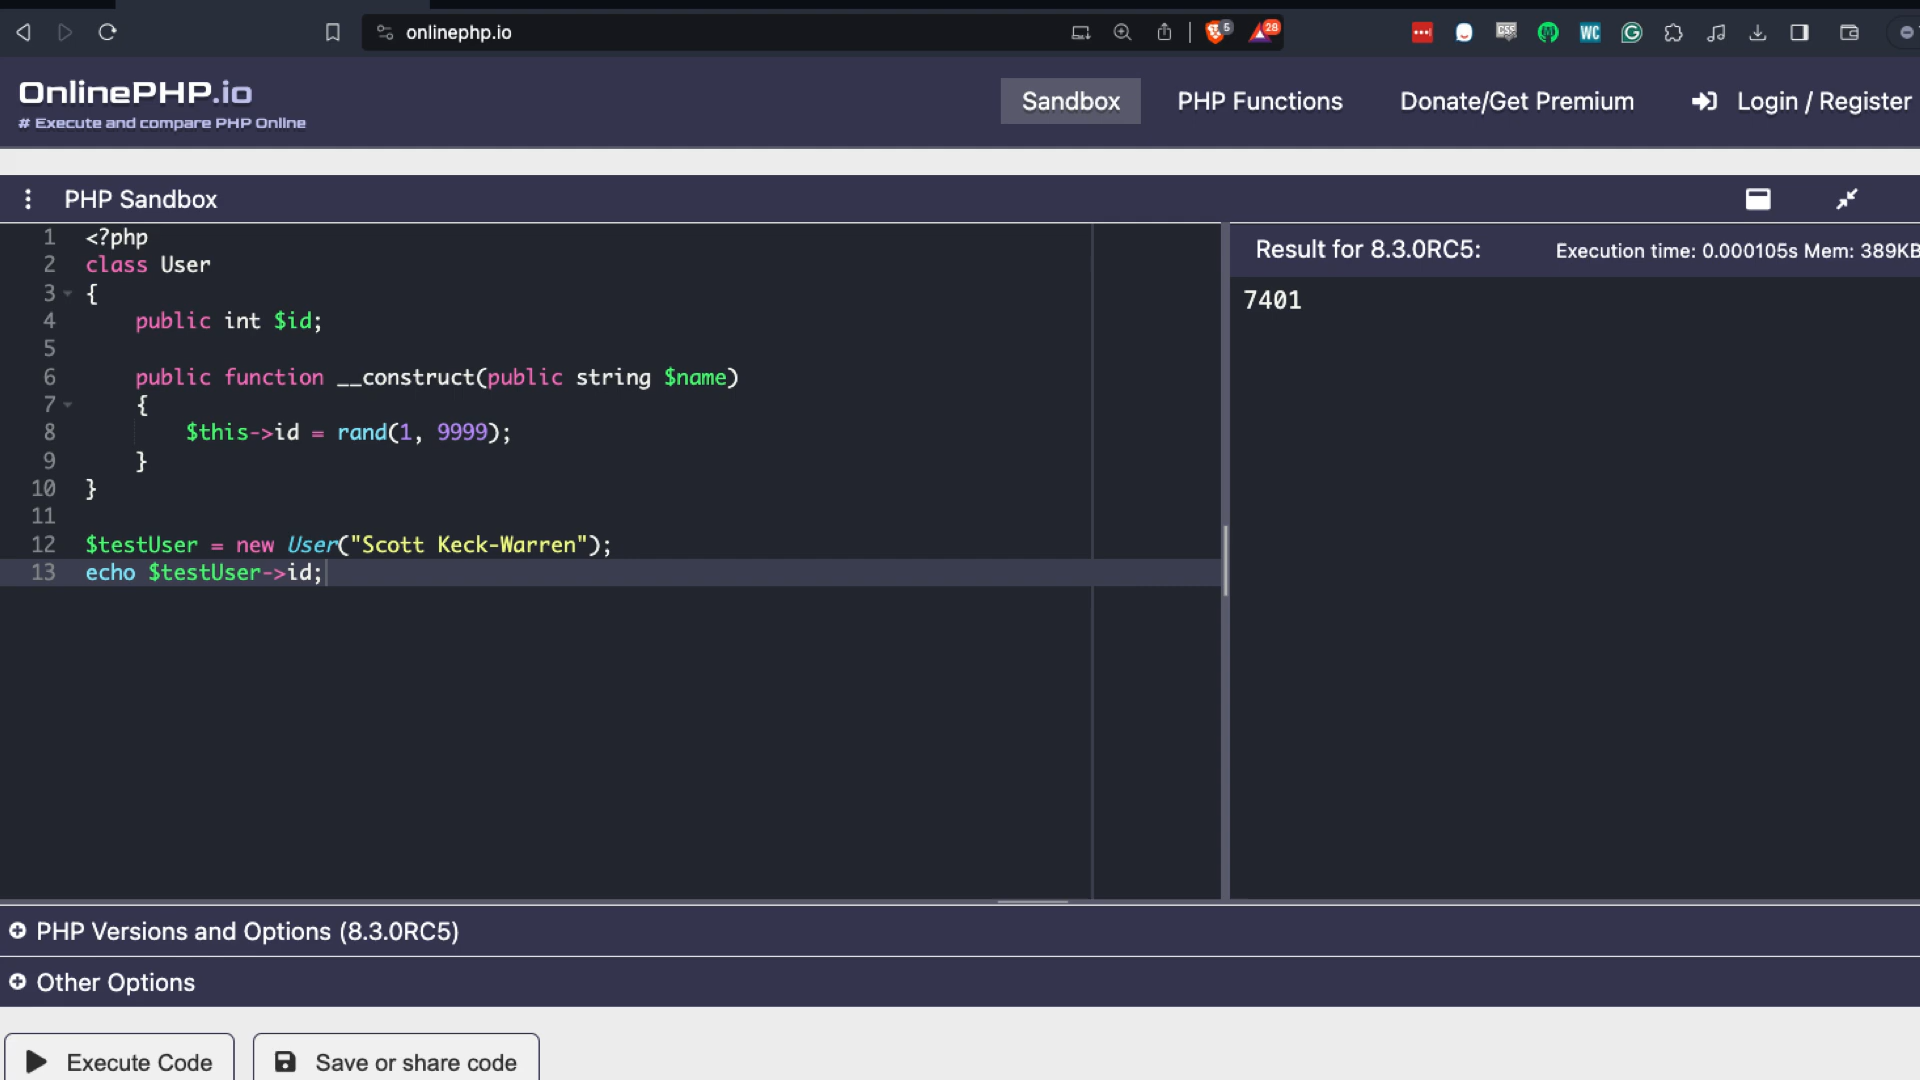 onlinephp.io
5
28
CSS
WC
OnlinePHP.io
# Execute and compare PHP Online
Sandbox
PHP Functions
Donate/Get Premium
Login / Register
PHP Sandbox
1 <?php
2 class User
3 {
4 public int $id;
5
6 public function __construct(public string $name)
7 {
8 $this->id = rand(1, 9999);
9 }
10 }
11
12 $testUser = new User("Scott Keck-Warren");
13 echo $testUser->id;
Result for 8.3.0RC5:
Execution time: 0.000105s Mem: 389KB
7401
PHP Versions and Options (8.3.0RC5)
Other Options
Execute Code
Save or share code